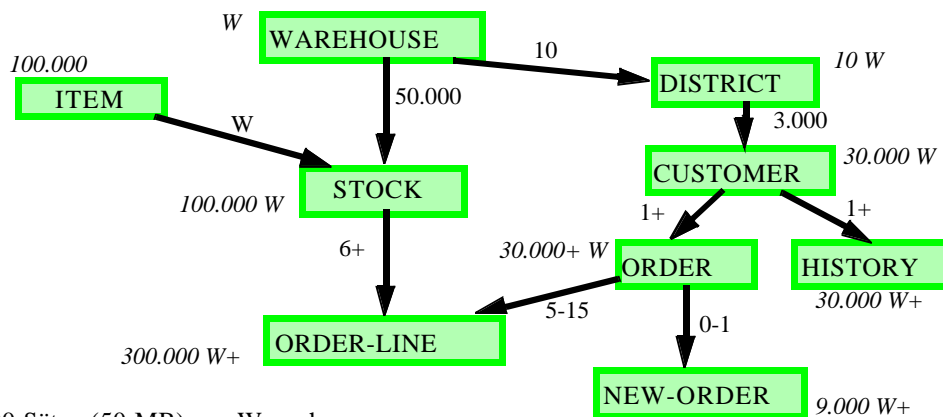 W
WAREHOUSE
10
100.000
10 W
ITEM
DISTRICT
50.000
W
3.000
CUSTOMER
30.000 W
STOCK
100.000 W
1+
1+
6+
30.000+ W
ORDER
HISTORY
30.000 W+
5-15
0-1
ORDER-LINE
300.000 W+
NEW-ORDER
9.000 W+